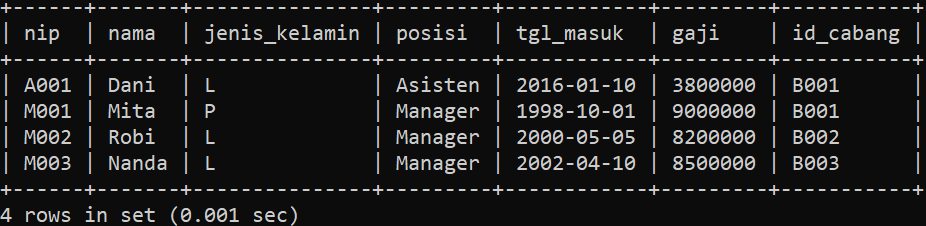 +------+-------+---------------+---------+------------+---------+-----------+
| nip  | nama  | jenis_kelamin | posisi  | tgl_masuk  | gaji    | id_cabang |
+------+-------+---------------+---------+------------+---------+-----------+
| A001 | Dani  | L             | Asisten | 2016-01-10 | 3800000 | B001      |
| M001 | Mita  | P             | Manager | 1998-10-01 | 9000000 | B001      |
| M002 | Robi  | L             | Manager | 2000-05-05 | 8200000 | B002      |
| M003 | Nanda | L             | Manager | 2002-04-10 | 8500000 | B003      |
+------+-------+---------------+---------+------------+---------+-----------+
4 rows in set (0.001 sec)